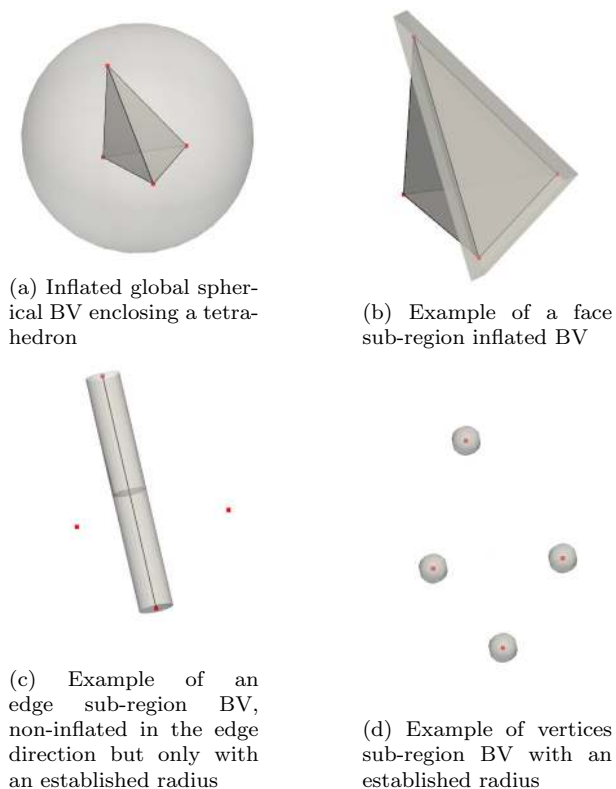 (a) Inflated global spher-
ical BV enclosing a tetra-
hedron
(b) Example of a face
sub-region inflated BV
(c) Example of an
edge sub-region BV,
non-inflated in the edge
direction but only with
an established radius
(d) Example of vertices
sub-region BV with an
established radius